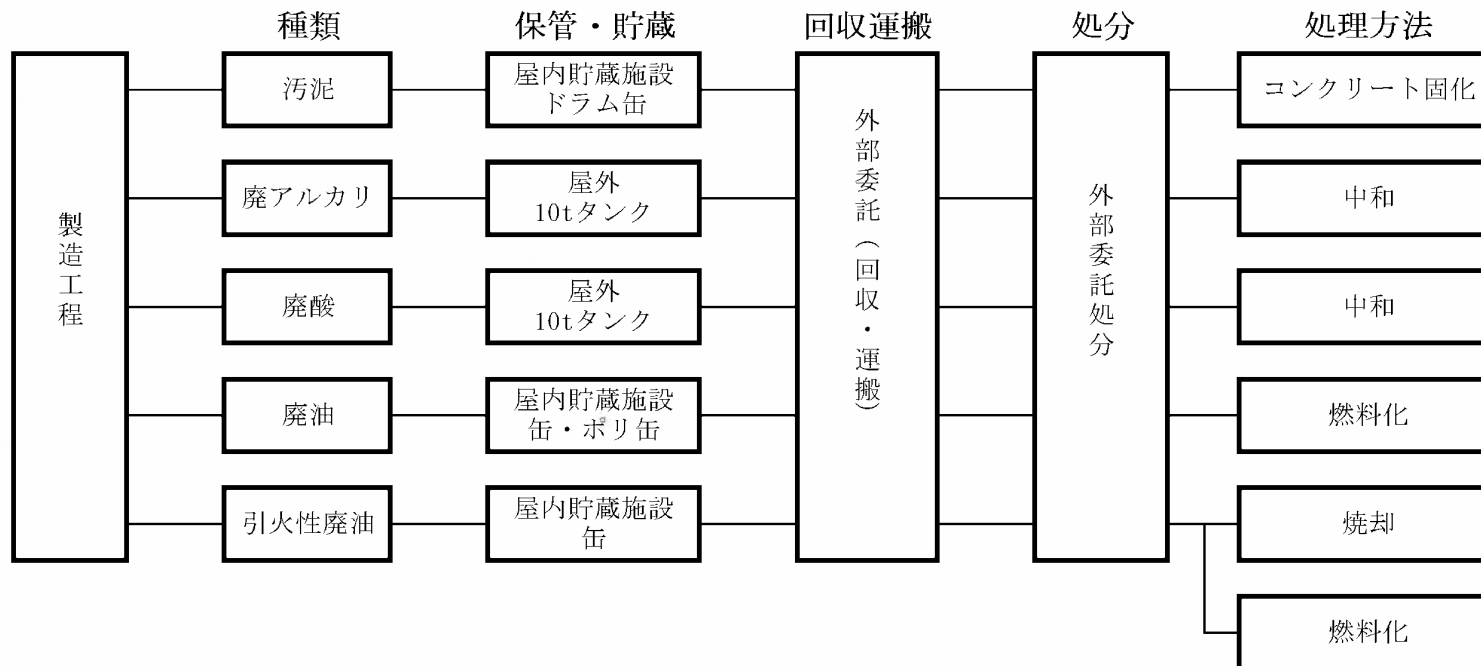 種類 保管・貯蔵 回収運搬 処分 処理方法
製造工程
汚泥
屋内貯蔵施設
ドラム缶
コンクリート固化
廃アルカリ
屋外
10tタンク
中和
廃酸
屋外
10tタンク
中和
廃油
屋内貯蔵施設
缶・ポリ缶
燃料化
引火性廃油
屋内貯蔵施設
缶
焼却
燃料化
外部委託（回収・運搬）
外部委託処分